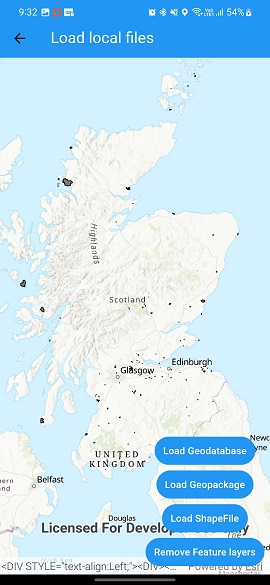 9:32
54%
Load local files
Highlands
Scotland
Glasgow
Edinburgh
UNITED
KINGDOM
Load Geodatabase
Newc
Load Geopackage
Belfast
Load ShapeFile
Douglas
Licensed For Develop
Remove Feature layers
<DIV STYLE="text-align:Left;"><DIV>...
Powered by Esri